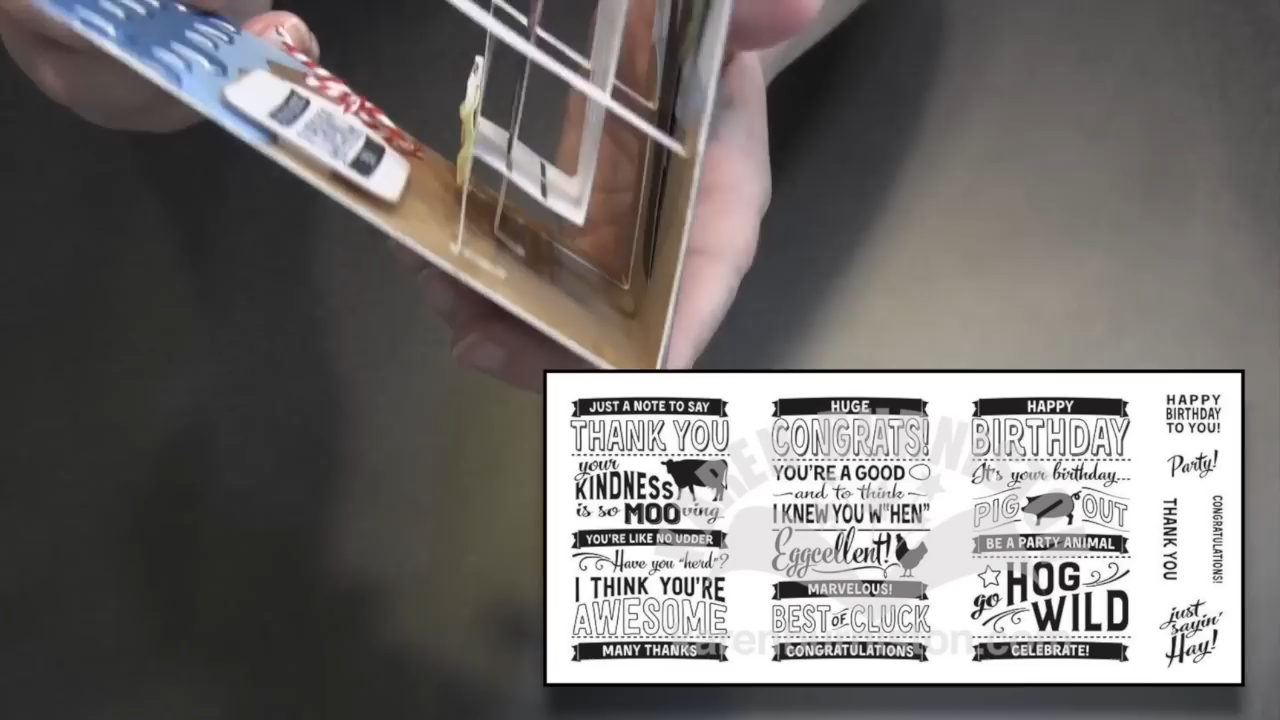 JUST A NOTE TO SAY
THANK YOU
your
KINDNESS
is so MOOving
YOU'RE LIKE NO UDDER
Have you "herd"?
I THINK YOU'RE
AWESOME
MANY THANKS
HUGE
CONGRATS!
YOU'RE A GOOD
and to think
I KNEW YOU W"HEN"
Eggcellent!
MARVELOUS!
BEST OF CLUCK
CONGRATULATIONS
HAPPY
BIRTHDAY
It's your birthday...
PIG OUT
BE A PARTY ANIMAL
go HOG
WILD
CELEBRATE!
HAPPY
BIRTHDAY
TO YOU!
Party!
THANK YOU
CONGRATULATIONS!
just
sayin'
Hay!